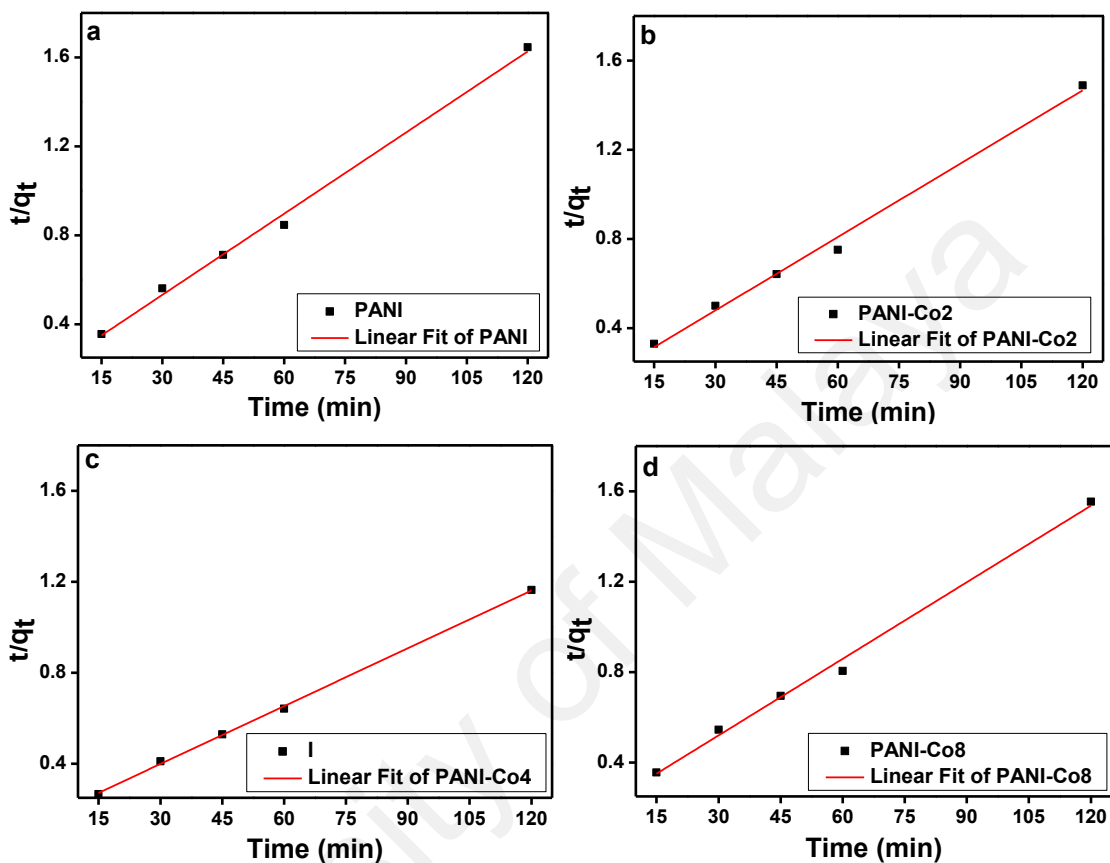 a
1.6
1.2
0.8
0.4
t/qt
PANI
Linear Fit of PANI
15 30 45 60 75 90 105 120
Time (min)
b
1.6
1.2
0.8
0.4
t/qt
PANI-Co2
Linear Fit of PANI-Co2
15 30 45 60 75 90 105 120
Time (min)
c
1.6
1.2
0.8
0.4
t/qt
I
Linear Fit of PANI-Co4
15 30 45 60 75 90 105 120
Time (min)
d
1.6
1.2
0.8
0.4
t/qt
PANI-Co8
Linear Fit of PANI-Co8
15 30 45 60 75 90 105 120
Time (min)
of Malaya